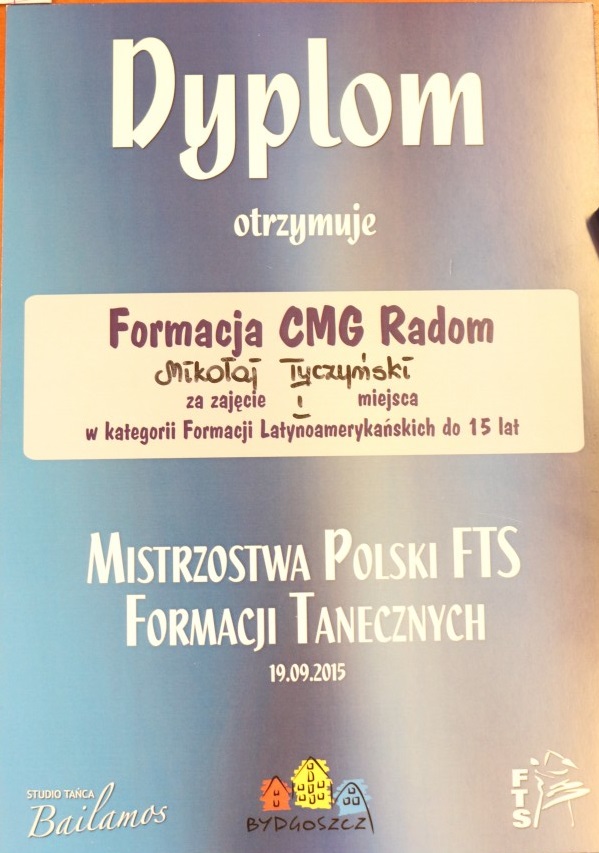 Dyplom
otrzymuje
Formacja CMG Radom
Mikołaj Tyczyński
za zajęcie I miejsca
w kategorii Formacji Latynoamerykańskich do 15 lat
MISTRZOSTWA POLSKI FTS
FORMACJI TANECZNYCH
19.09.2015
STUDIO TAŃCA
Bailamos
BYDGOSZCZ
FTS